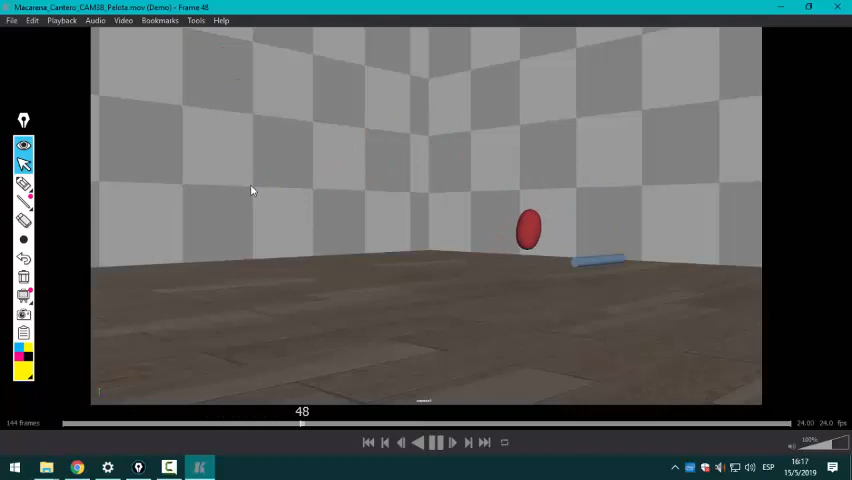 Macarena_Cantero_CAM3B_Pelota.mov (Demo) - Frame 48
File Edit Playback Audio Video Bookmarks Tools Help
48
144 frames
24.00 24.0 fps
100%
ESP
16:17
15/5/2019